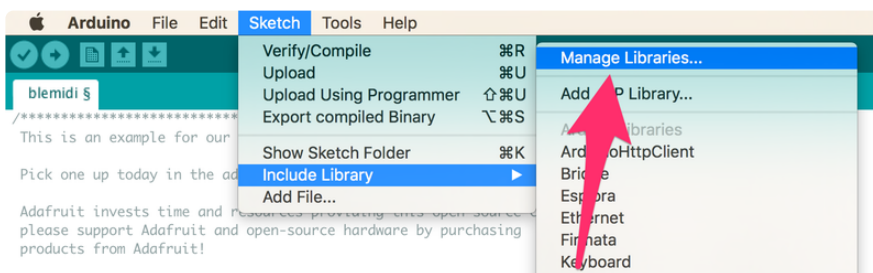 Arduino File Edit Sketch Tools Help
blemidi §
/***************************
This is an example for our
Pick one up today in the ad
Adafruit invests time and resources providing this open source c
please support Adafruit and open-source hardware by purchasing
products from Adafruit!
Verify/Compile ⌘R
Upload ⌘U
Upload Using Programmer ⇧⌘U
Export compiled Binary ⌥⌘S
Show Sketch Folder ⌘K
Include Library ▶
Add File...
Manage Libraries...
Add Library...
ArduinoHttpClient
Bridge
Esplora
Ethernet
Firmata
Keyboard